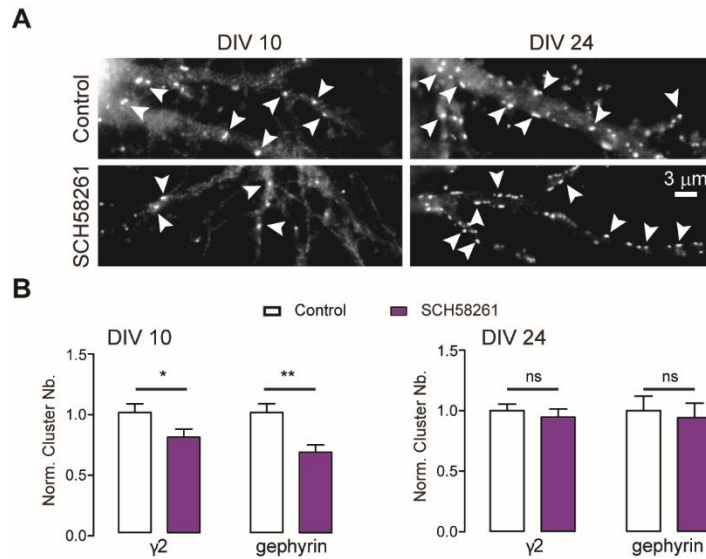 A
DIV 10
DIV 24
Control
SCH58261
3 μm
B
Control
SCH58261
DIV 10
DIV 24
Norm. Cluster Nb.
1.5
1.0
0.5
0.0
*
**
γ2
gephyrin
Norm. Cluster Nb.
1.5
1.0
0.5
0.0
ns
ns
γ2
gephyrin